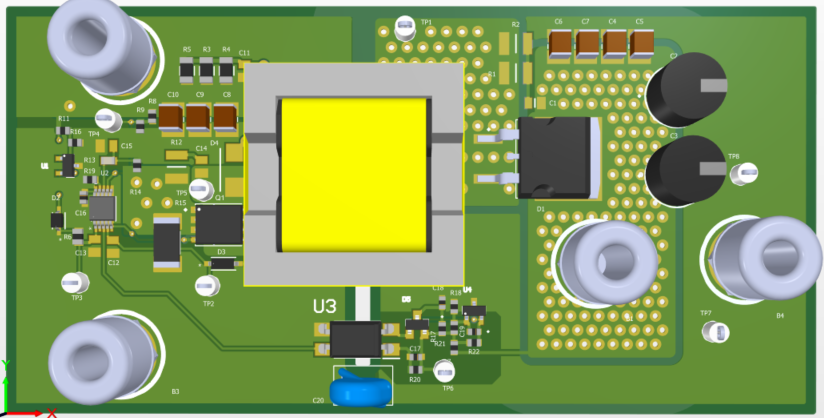 TP1
R2
C6 C7 C4 C5
R5 R3 R4 C11
C2
C1
C10 C9 C8
R8
R9
R11
TP4
R16
C15
R12
C14
D4
C3
R13
U2
R19
R14
TP5
TP8
D2
C16
R15
Q1
D1
R6
C13
C12
D3
TP3
TP2
U3
C18
R18
U4
TP7
B4
R21
R22
C17
R20
TP6
B3
C20
Y
X